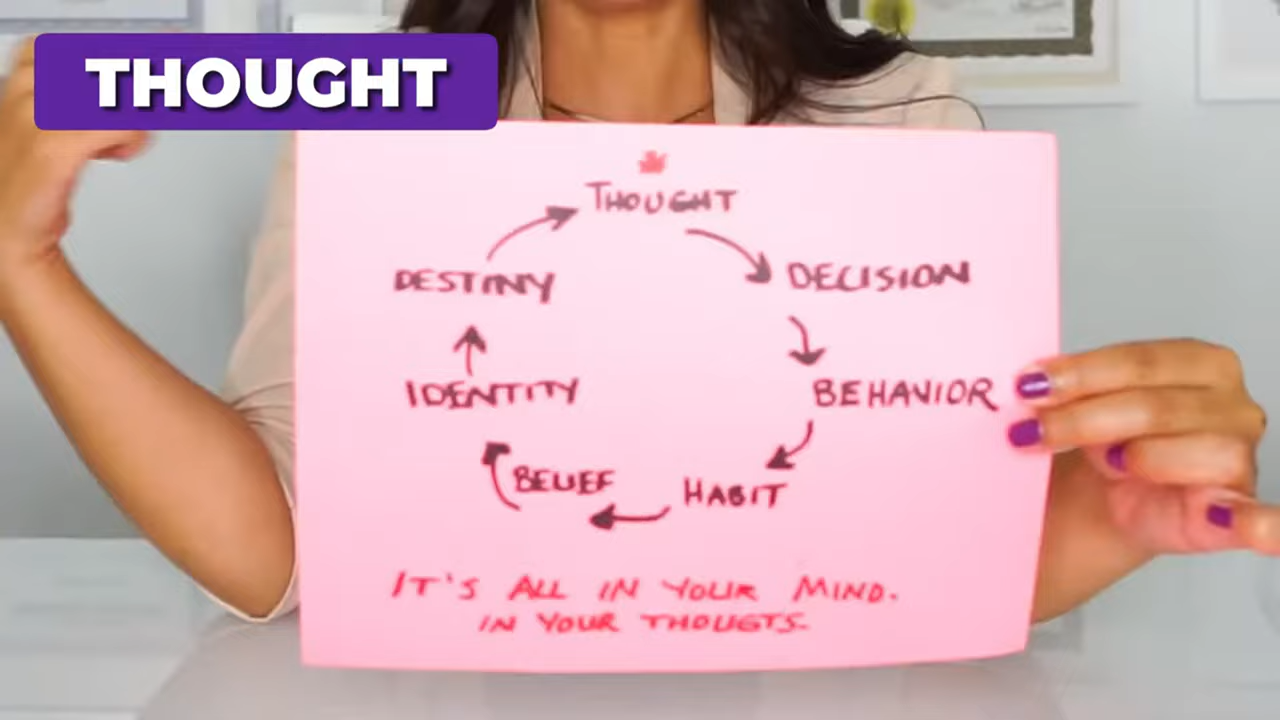 THOUGHT
THOUGHT
DECISION
BEHAVIOR
HABIT
BELIEF
IDENTITY
DESTINY
IT'S ALL IN YOUR MIND.
IN YOUR THOUGTS.